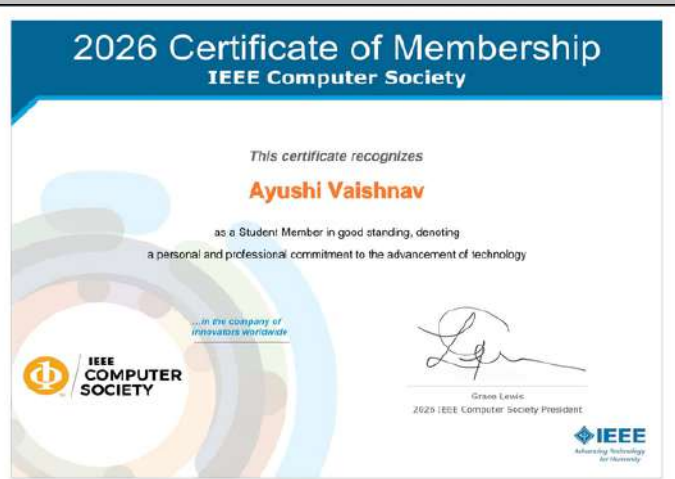 2026 Certificate of Membership
IEEE Computer Society
This certificate recognizes
Ayushi Vaishnav
as a Student Member in good standing, denoting
a personal and professional commitment to the advancement of technology
...in the company of
innovators worldwide
IEEE
COMPUTER
SOCIETY
Grace Lewis
2026 IEEE Computer Society President
IEEE
Advancing Technology
for Humanity